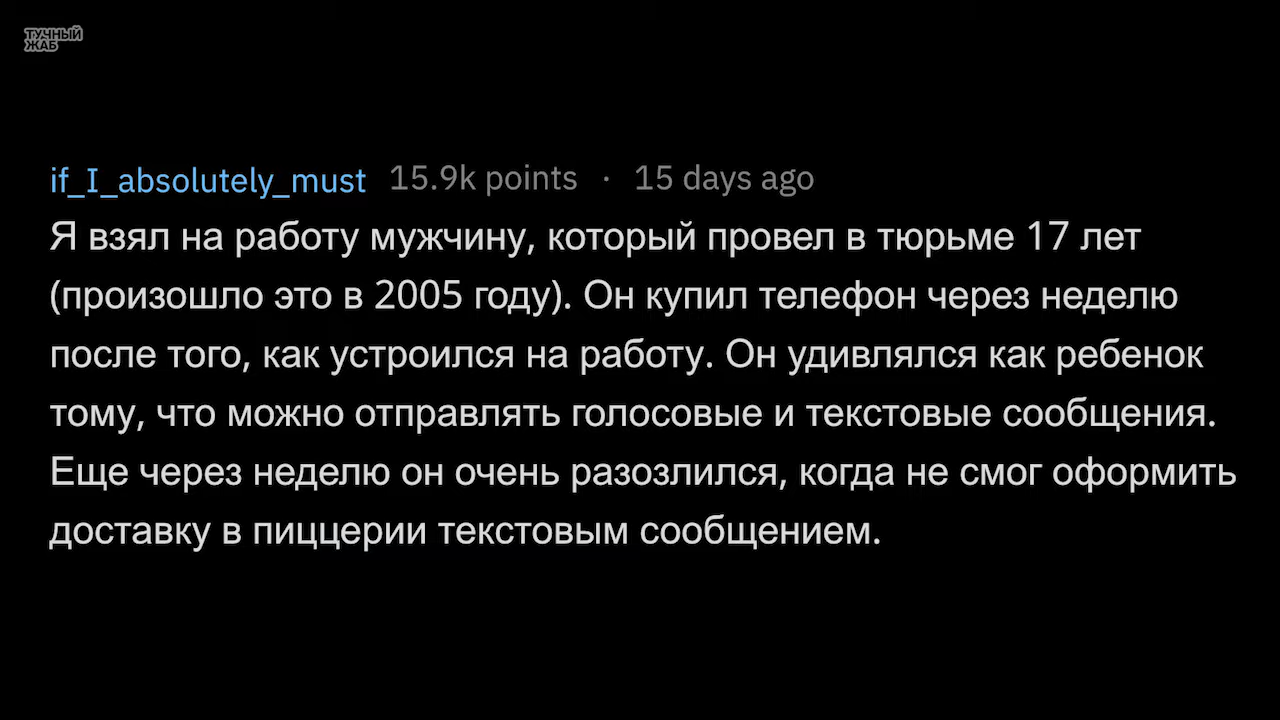 ТУЧНЫЙ
ЖАБ
if_I_absolutely_must 15.9k points · 15 days ago
Я взял на работу мужчину, который провел в тюрьме 17 лет
(произошло это в 2005 году). Он купил телефон через неделю
после того, как устроился на работу. Он удивлялся как ребенок
тому, что можно отправлять голосовые и текстовые сообщения.
Еще через неделю он очень разозлился, когда не смог оформить
доставку в пиццерии текстовым сообщением.